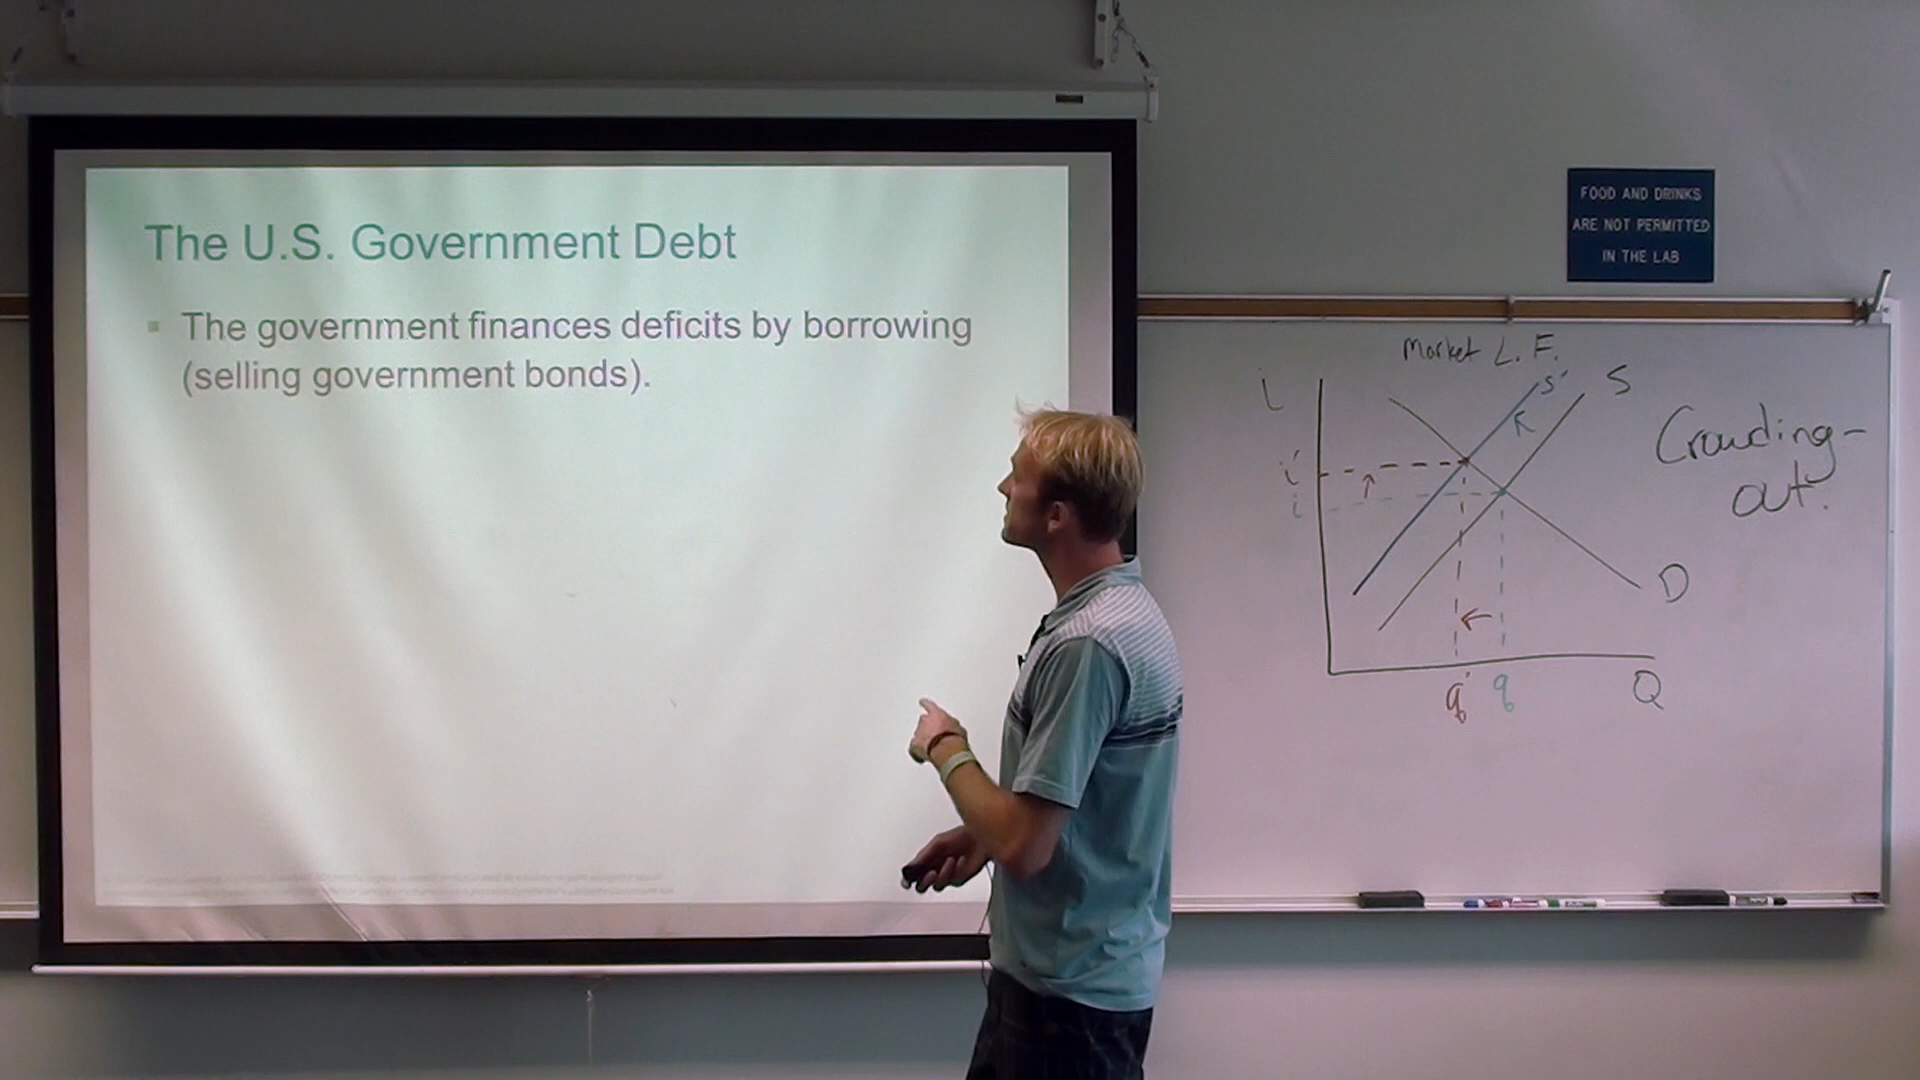 The U.S. Government Debt
▪ The government finances deficits by borrowing
(selling government bonds).
FOOD AND DRINKS
ARE NOT PERMITTED
IN THE LAB
Market L. F.
i
S'
S
Crowding-
out.
i'
i
D
q'
q
Q